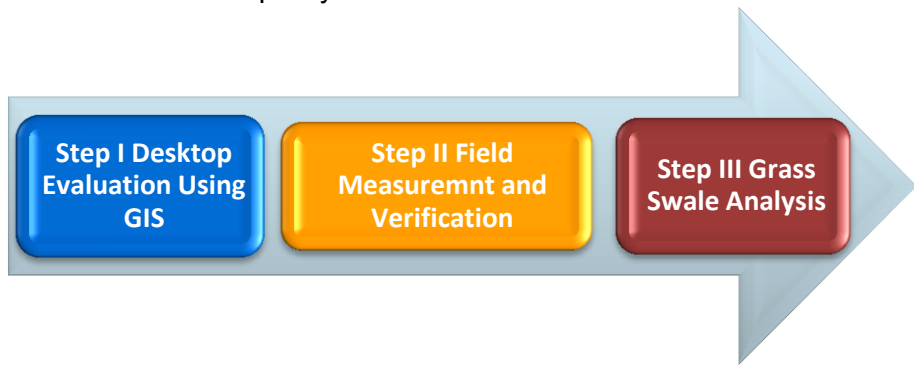 Step I Desktop
Evaluation Using
GIS
Step II Field
Measuremnt and
Verification
Step III Grass
Swale Analysis